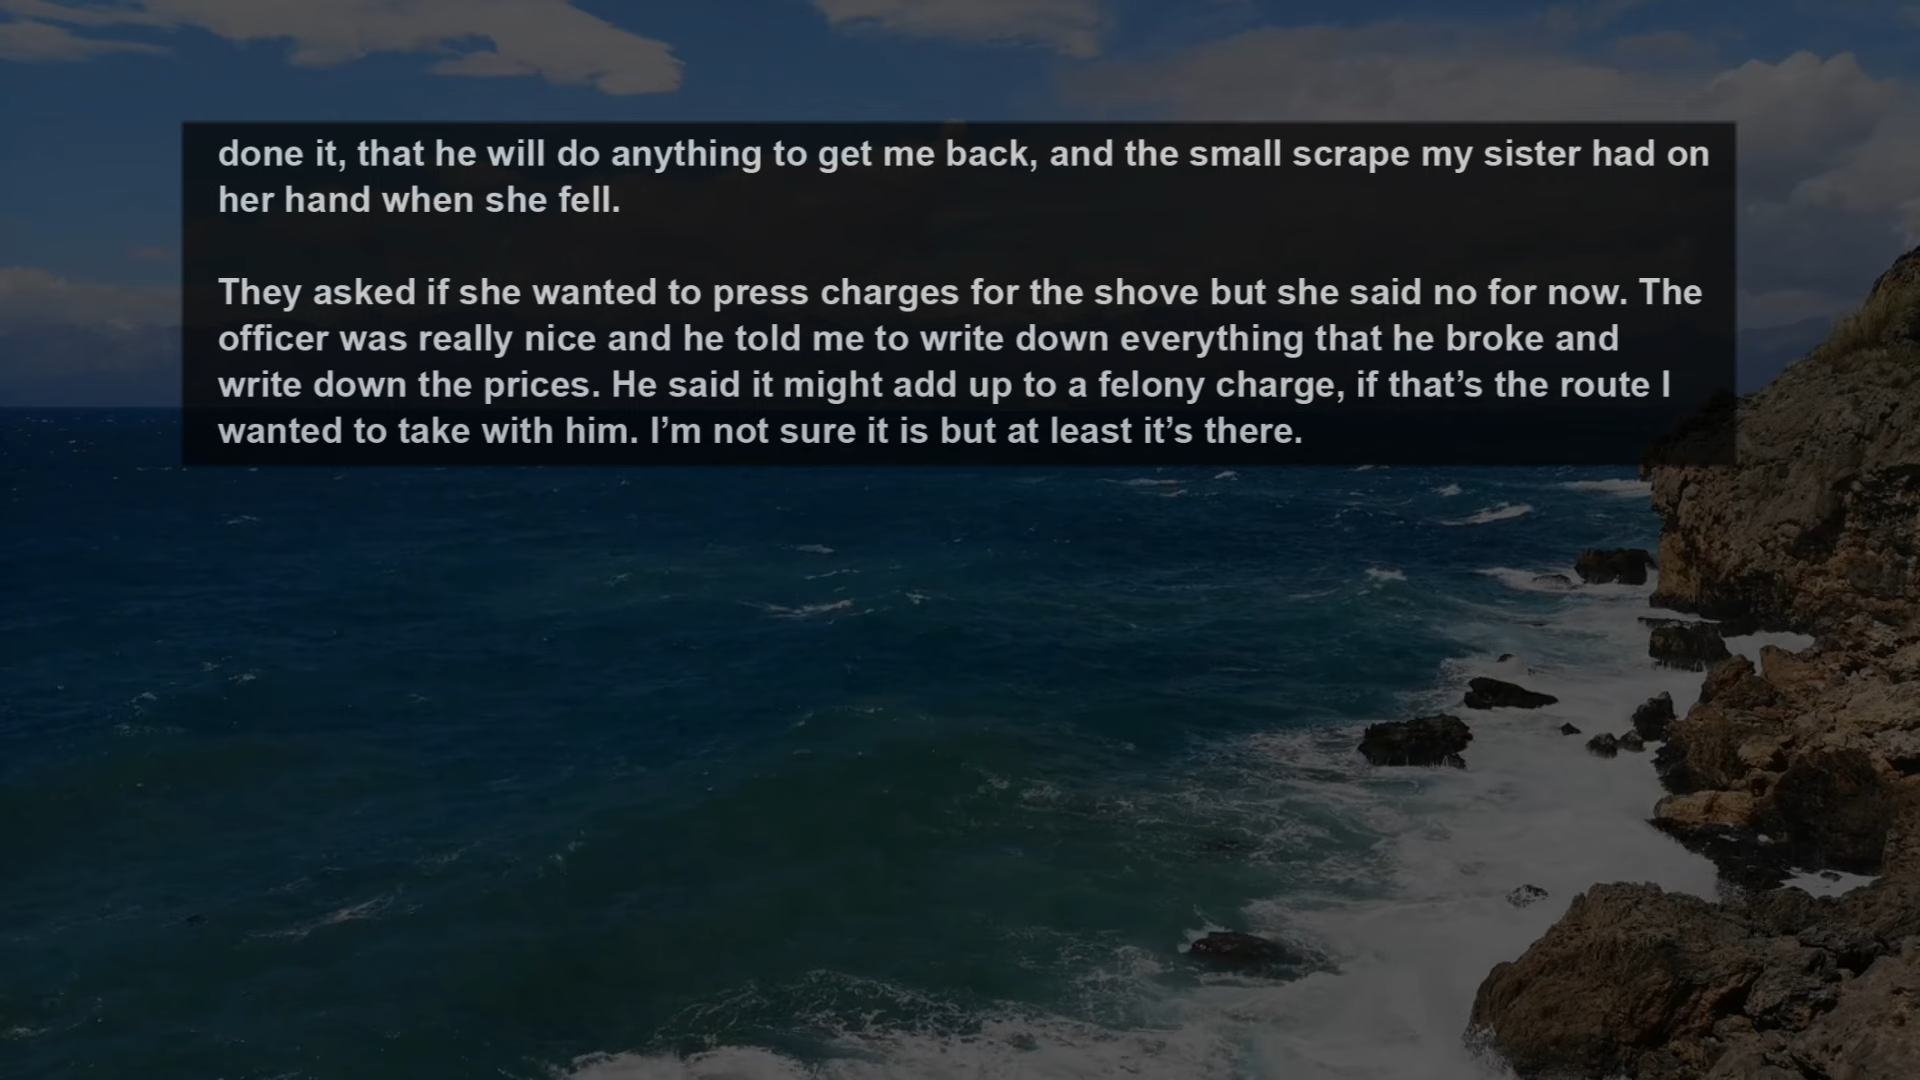 done it, that he will do anything to get me back, and the small scrape my sister had on
her hand when she fell.
They asked if she wanted to press charges for the shove but she said no for now. The
officer was really nice and he told me to write down everything that he broke and
write down the prices. He said it might add up to a felony charge, if that’s the route I
wanted to take with him. I’m not sure it is but at least it’s there.